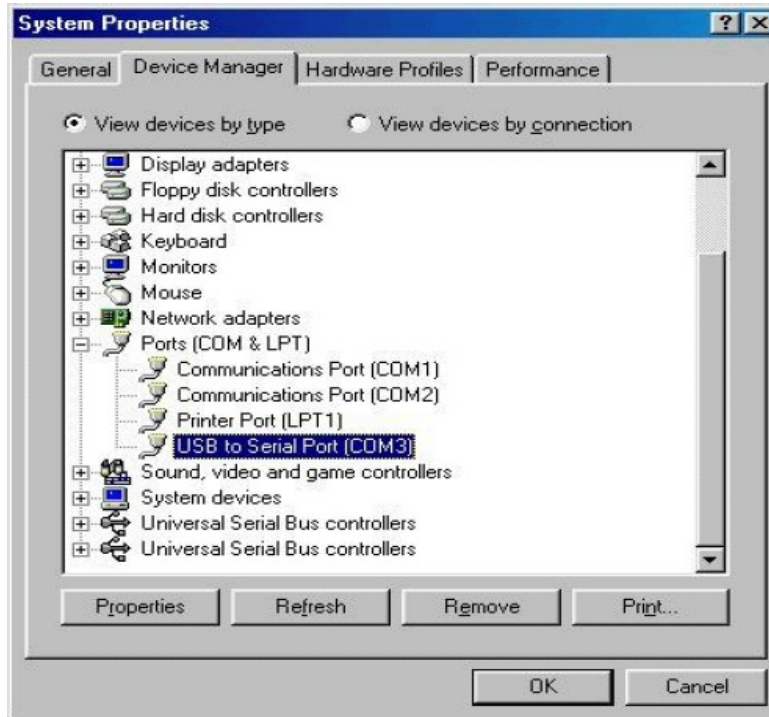 System Properties
General Device Manager Hardware Profiles Performance
View devices by type View devices by connection
Display adapters
Floppy disk controllers
Hard disk controllers
Keyboard
Monitors
Mouse
Network adapters
Ports (COM & LPT)
Communications Port (COM1)
Communications Port (COM2)
Printer Port (LPT1)
USB to Serial Port (COM3)
Sound, video and game controllers
System devices
Universal Serial Bus controllers
Universal Serial Bus controllers
Properties Refresh Remove Print...
OK Cancel